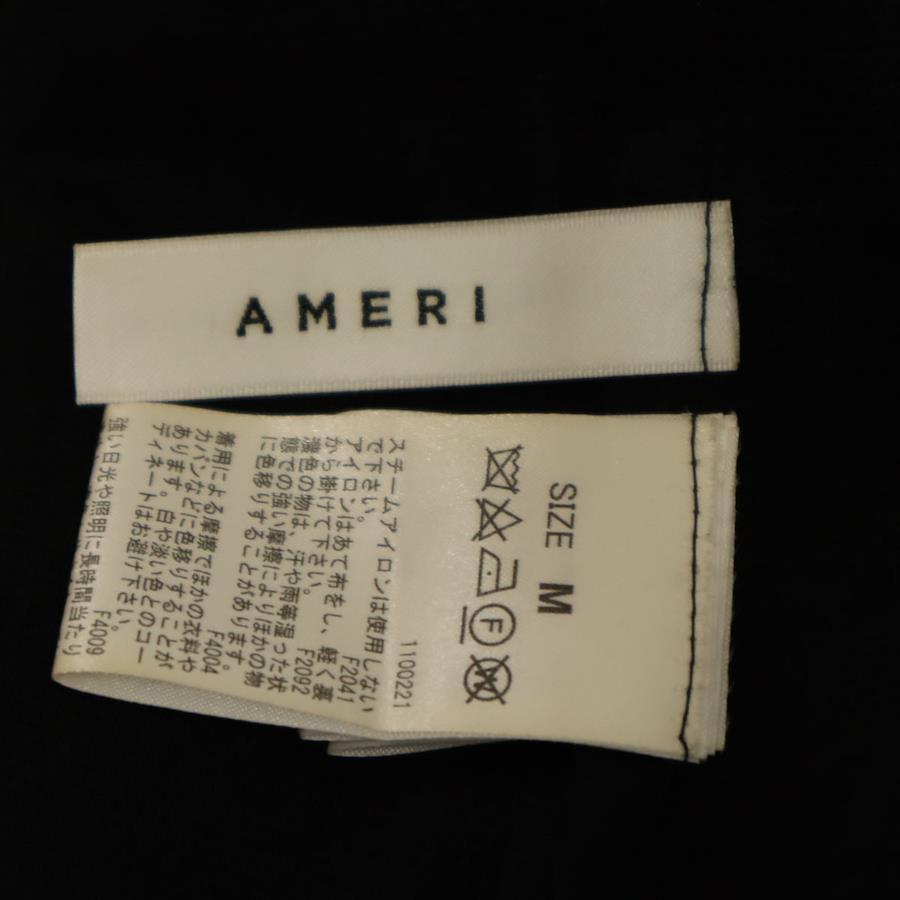 AMERI
SIZE M
F
W
1100221
スチームアイロンは使用しない
で下さい。 F2041
アイロンはあて布をし、軽く裏
から掛けて下さい。 F2092
濃色の物は、汗や雨等湿った状
態での強い摩擦によりほかの物
に色移りすることがあります。
F4004
着用による摩擦でほかの衣料や
カバンなどに色移りすることが
あります。白や淡い色とのコー
ディネートはお避け下さい。
F4009
強い日光や照明に長時間当たり